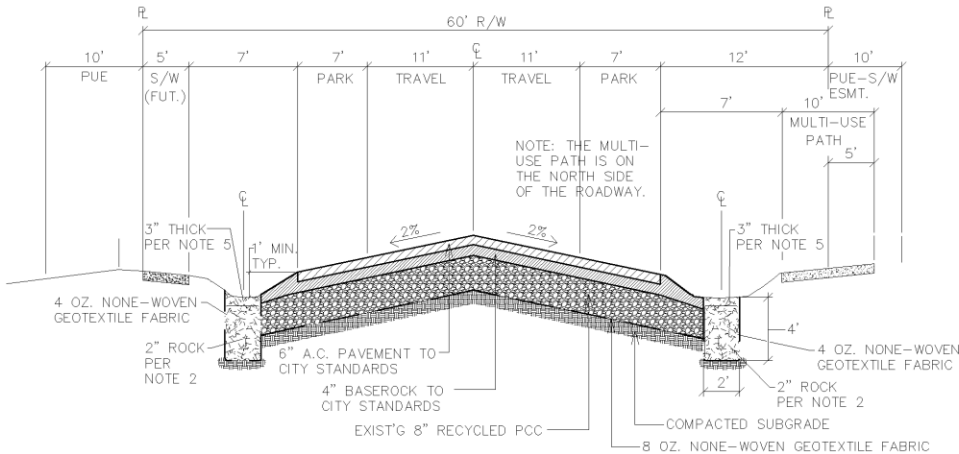 PL
PL
60' R/W
CL
10'
5'
7'
7'
11'
11'
7'
12'
10'
PUE
S/W
(FUT.)
PARK
TRAVEL
TRAVEL
PARK
PUE-S/W
ESMT.
7'
10'
MULTI-USE
PATH
5'
NOTE: THE MULTI-
USE PATH IS ON
THE NORTH SIDE
OF THE ROADWAY.
CL
CL
3" THICK
PER NOTE 5
1' MIN.
TYP.
2%
2%
3" THICK
PER NOTE 5
4 OZ. NONE-WOVEN
GEOTEXTILE FABRIC
2" ROCK
PER
NOTE 2
6" A.C. PAVEMENT TO
CITY STANDARDS
4" BASEROCK TO
CITY STANDARDS
EXIST'G 8" RECYCLED PCC
4'
4 OZ. NONE-WOVEN
GEOTEXTILE FABRIC
2'
2" ROCK
PER NOTE 2
COMPACTED SUBGRADE
8 OZ. NONE-WOVEN GEOTEXTILE FABRIC